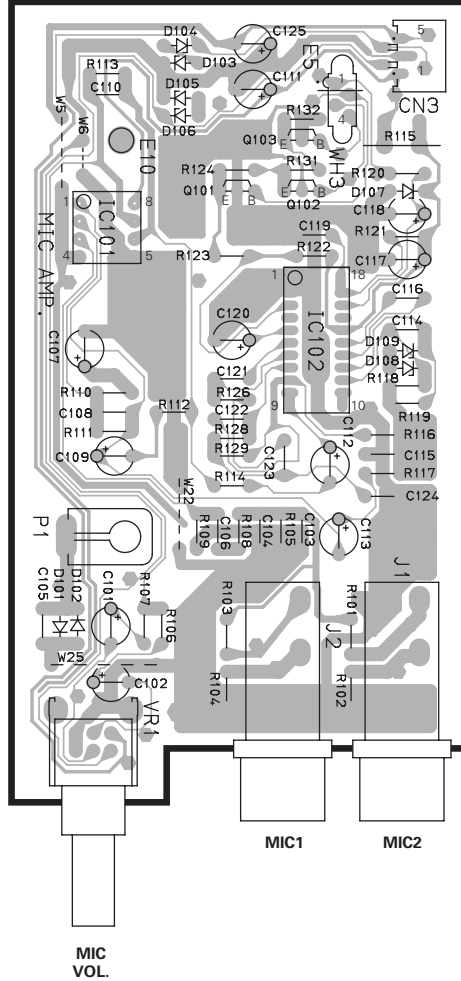 D104
C125
5
R113
D103
E5
C110
C111
1
1
D105
CN3
W5
D106
R132
4
W6
Q103
R115
E10
WH3
R124
R131
R120
Q101
D107
E
B
E
B
Q102
1
8
C118
IC101
C119
R121
MIC AMP.
4
5
R123
R122
C117
1
18
C116
C120
IC102
C114
C107
D109
D108
C121
R118
R110
R126
9
10
C108
R112
C122
R119
R111
R128
C112
R116
C109
R129
C115
C123
R117
R114
W22
C124
P1
R109
C106
R108
C104
R105
C103
C113
C105
D101
D102
C101
R107
R106
R103
R101
J1
J2
W25
C102
R104
R102
VR1
MIC1
MIC2
MIC
VOL.